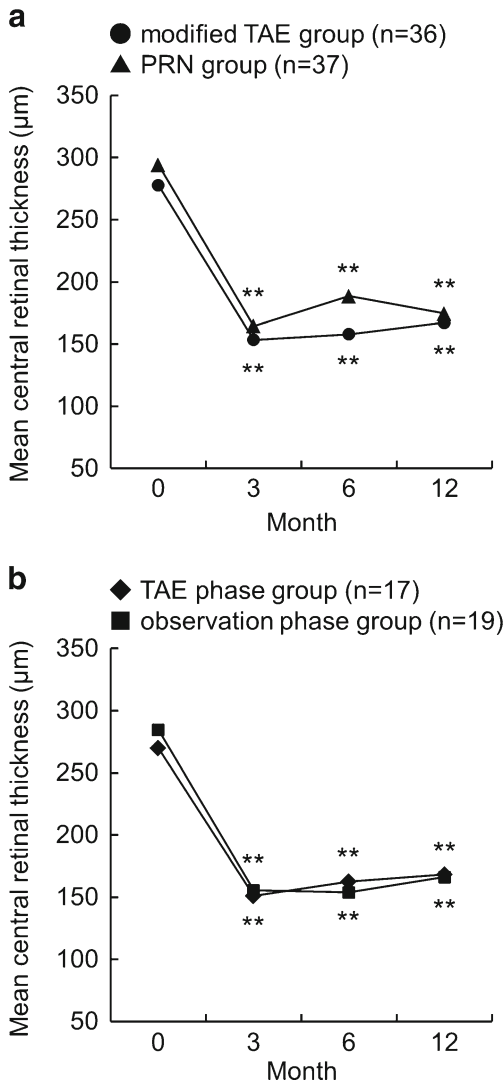 a
modified TAE group (n=36)
PRN group (n=37)
Mean central retinal thickness (μm)
350
300
250
200
150
100
50
** ** **
** ** **
0 3 6 12
Month
b
TAE phase group (n=17)
observation phase group (n=19)
Mean central retinal thickness (μm)
350
300
250
200
150
100
50
** ** **
** ** **
0 3 6 12
Month